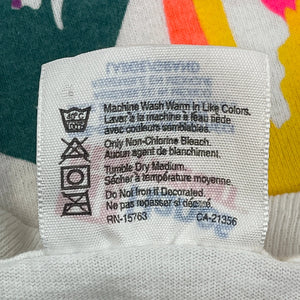 LARGE/GRAND
Machine Wash Warm in Like Colors.
Laver à la machine à l'eau tiède
avec couleurs semblables.
Only Non-Chlorine Bleach.
Aucun agent de blanchiment.
Tumble Dry Medium.
Sécher à température moyenne.
Do Not Iron if Decorated.
Ne pas repasser si décoré.
RN-15763 CA-21356